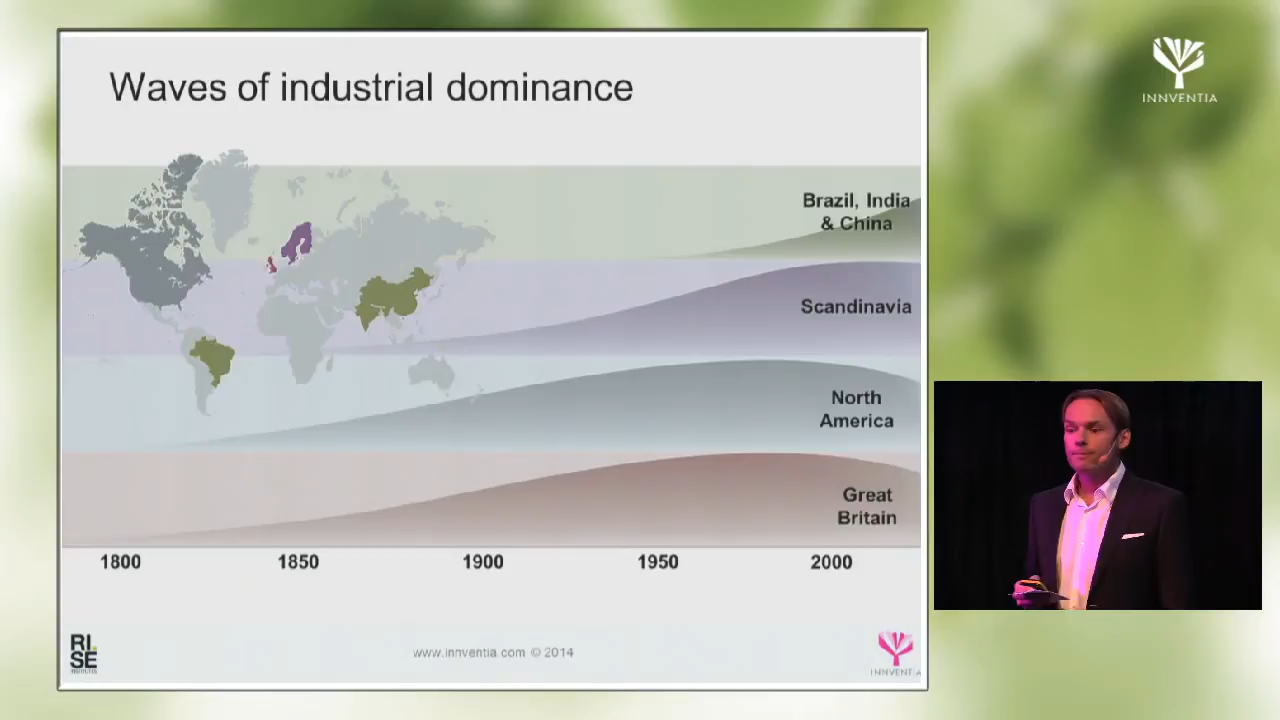 Waves of industrial dominance
INNVENTIA
Brazil, India
& China
Scandinavia
North
America
Great
Britain
1800 1850 1900 1950 2000
RI.
SE
www.innventia.com © 2014
INNVENTIA